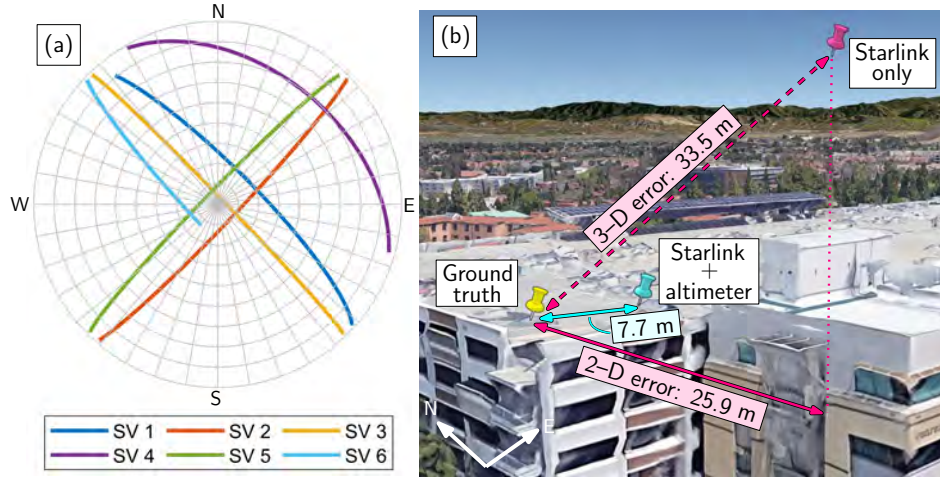 (a)
N
W
E
S
SV 1
SV 2
SV 3
SV 4
SV 5
SV 6
(b)
Starlink
only
3-D error: 33.5 m
Ground
truth
Starlink
+
altimeter
7.7 m
2-D error: 25.9 m
N
E